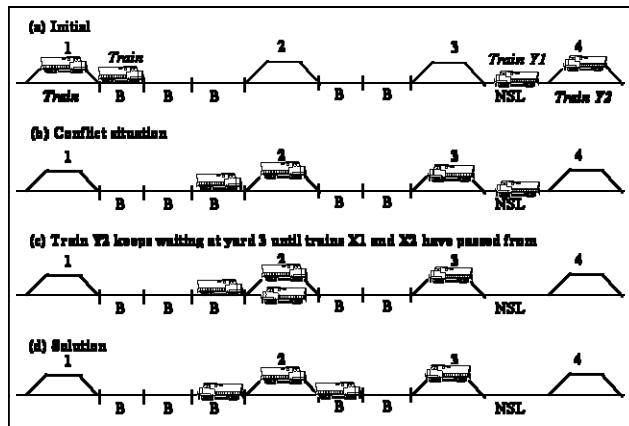 (a) Initial
1 Train 2 3 Train Y1 4
Train B B B B B NSL Train Y2
(b) Conflict situation
1 2 3 4
B B B B B NSL
(c) Train Y2 keeps waiting at yard 3 until trains X1 and X2 have passed from
1 2 3 4
B B B B B NSL
(d) Solution
1 2 3 4
B B B B B NSL